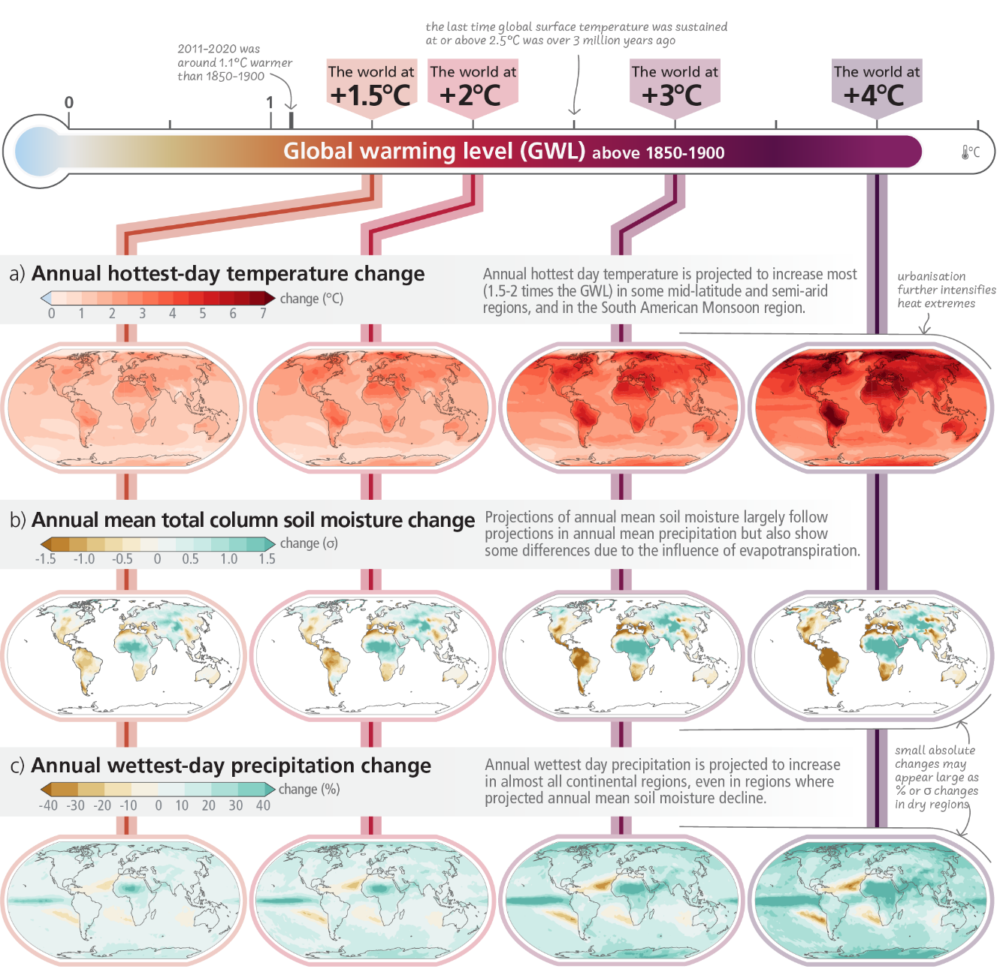 the last time global surface temperature was sustained
at or above 2.5°C was over 3 million years ago
2011-2020 was
around 1.1°C warmer
than 1850-1900
The world at
+1.5°C
The world at
+2°C
The world at
+3°C
The world at
+4°C
0
1
Global warming level (GWL) above 1850-1900
°C
a) Annual hottest-day temperature change
change (°C)
0 1 2 3 4 5 6 7
Annual hottest day temperature is projected to increase most
(1.5-2 times the GWL) in some mid-latitude and semi-arid
regions, and in the South American Monsoon region.
urbanisation
further intensifies
heat extremes
b) Annual mean total column soil moisture change
change (σ)
-1.5 -1.0 -0.5 0 0.5 1.0 1.5
Projections of annual mean soil moisture largely follow
projections in annual mean precipitation but also show
some differences due to the influence of evapotranspiration.
c) Annual wettest-day precipitation change
change (%)
-40 -30 -20 -10 0 10 20 30 40
Annual wettest day precipitation is projected to increase
in almost all continental regions, even in regions where
projected annual mean soil moisture decline.
small absolute
changes may
appear large as
% or σ changes
in dry regions